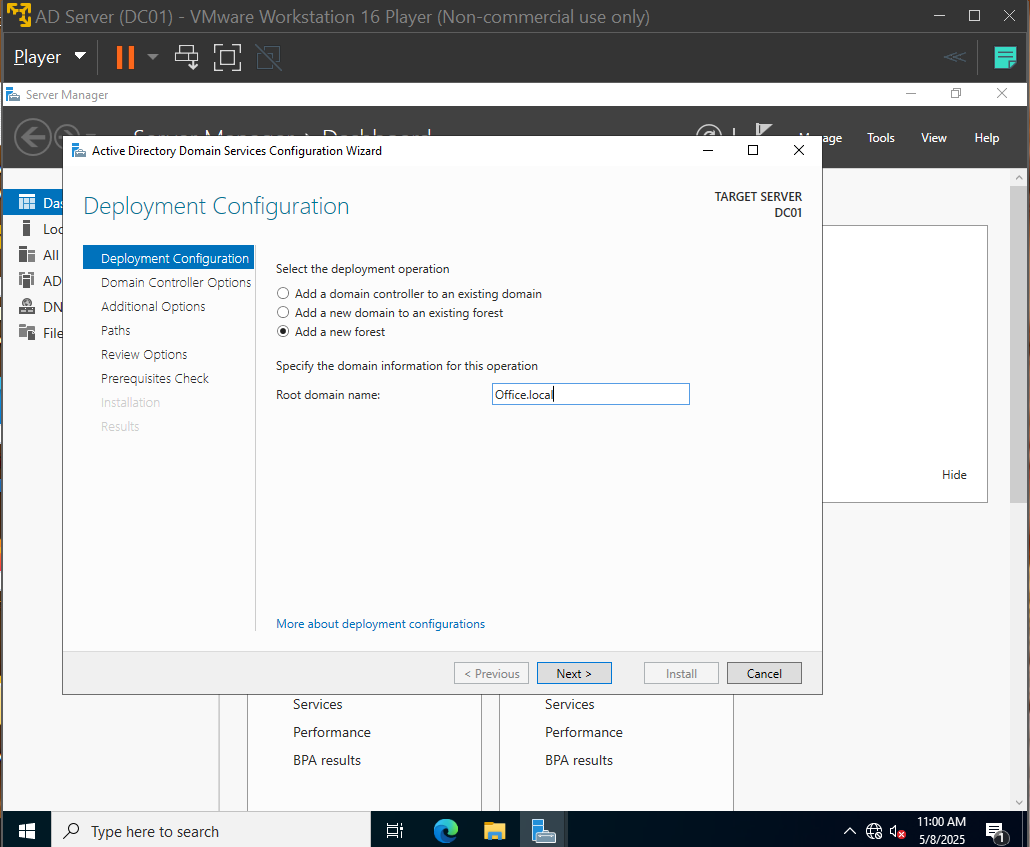 AD Server (DC01) - VMware Workstation 16 Player (Non-commercial use only)
Player
Server Manager
Manage Tools View Help
Active Directory Domain Services Configuration Wizard
Deployment Configuration
TARGET SERVER
DC01
Deployment Configuration
Domain Controller Options
Additional Options
Paths
Review Options
Prerequisites Check
Installation
Results
Select the deployment operation
Add a domain controller to an existing domain
Add a new domain to an existing forest
Add a new forest
Specify the domain information for this operation
Root domain name: Office.local
More about deployment configurations
< Previous Next > Install Cancel
Das
Loc
All
AD
DN
File
Hide
Services Services
Performance Performance
BPA results BPA results
Type here to search
11:00 AM
5/8/2025
1